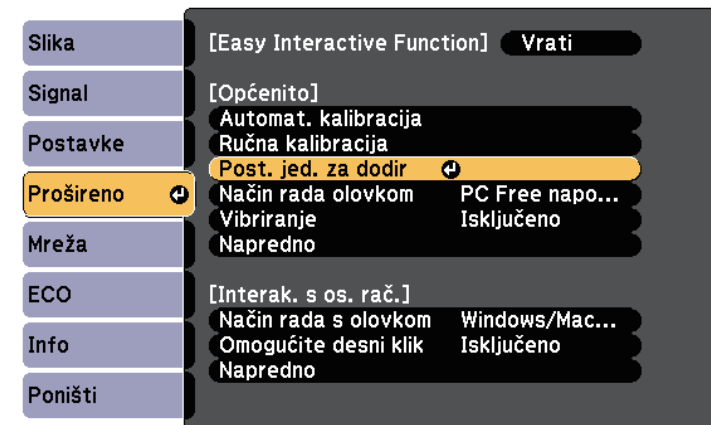 Slika
Signal
Postavke
Prošireno
Mreža
ECO
Info
Poništi
[Easy Interactive Function] Vrati
[Općenito]
Automat. kalibracija
Ručna kalibracija
Post. jed. za dodir
Način rada olovkom PC Free napo...
Vibriranje Isključeno
Napredno
[Interak. s os. rač.]
Način rada s olovkom Windows/Mac...
Omogućite desni klik Isključeno
Napredno